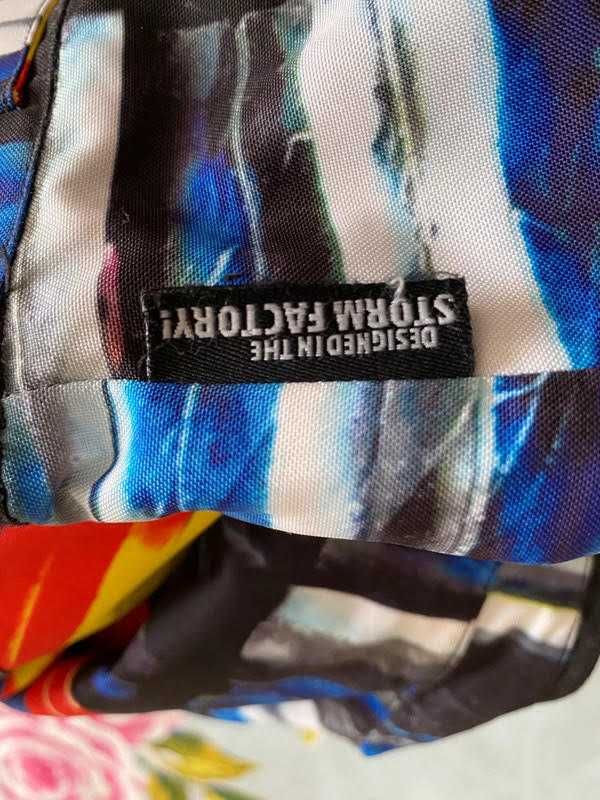 DESIGNED IN THE
STORM FACTORY!